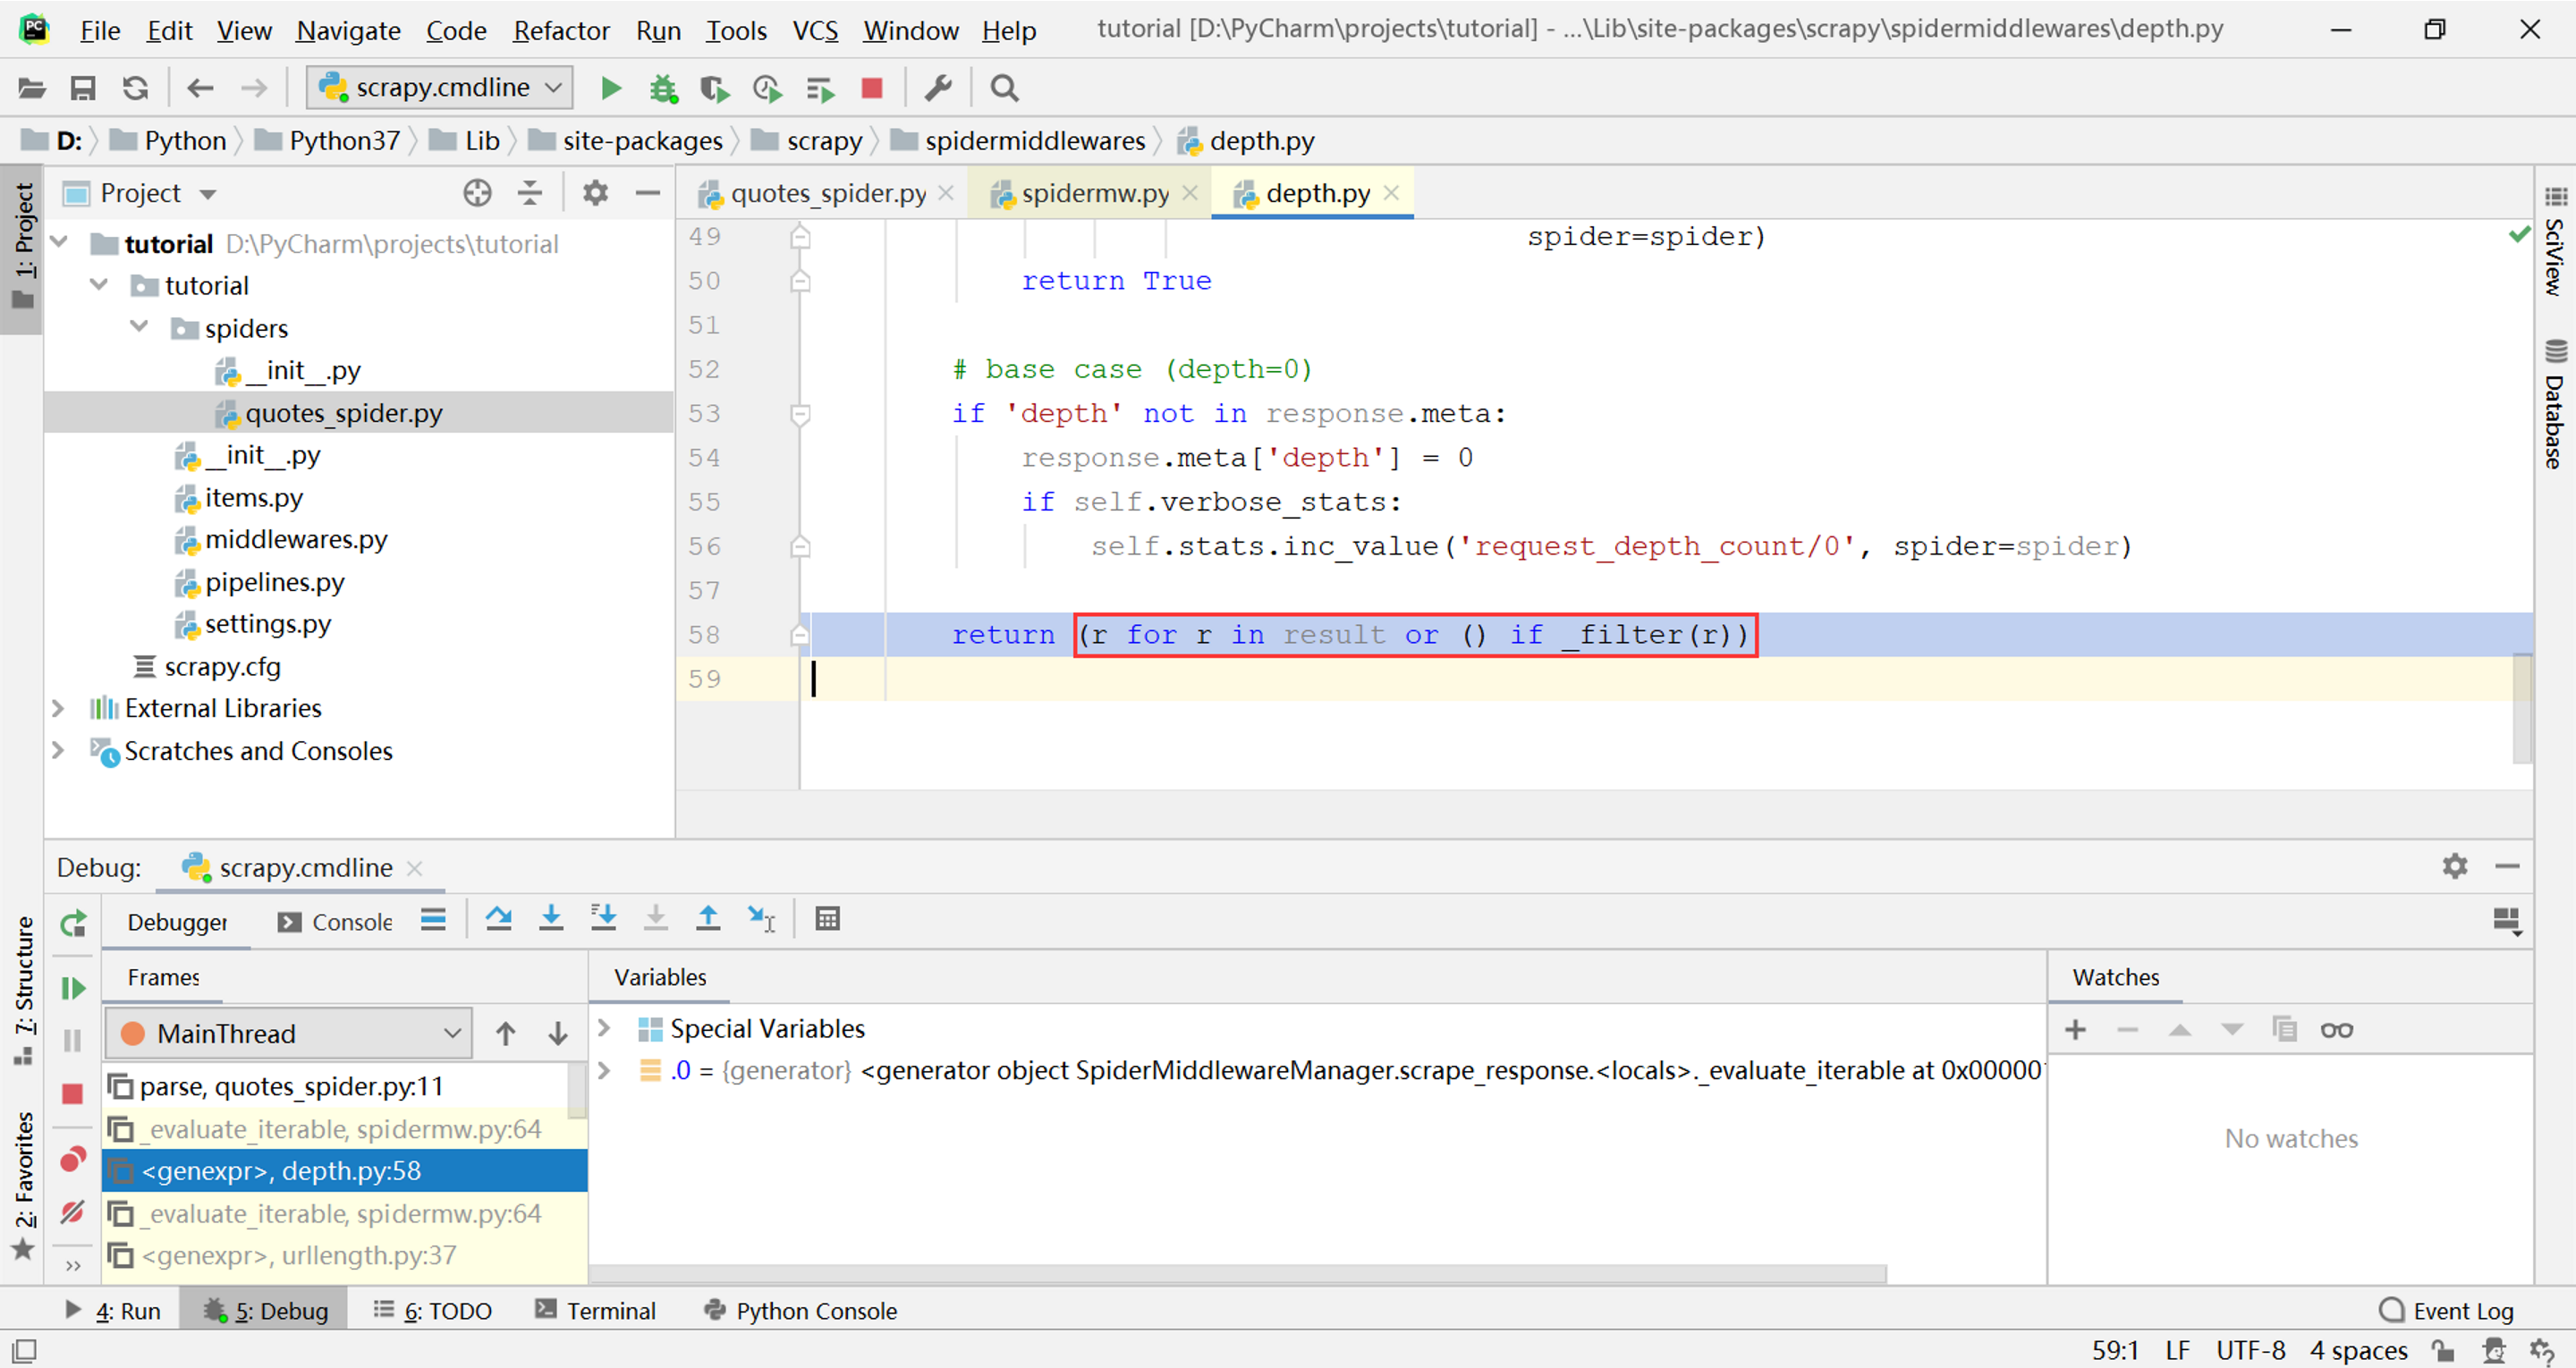 PC File Edit View Navigate Code Refactor Run Tools VCS Window Help tutorial [D:\PyCharm\projects\tutorial] - ...\Lib\site-packages\scrapy\spidermiddlewares\depth.py
scrapy.cmdline
D: Python Python37 Lib site-packages scrapy spidermiddlewares depth.py
1: Project
Project
quotes_spider.py spidermw.py depth.py
tutorial D:\PyCharm\projects\tutorial
tutorial
spiders
__init__.py
quotes_spider.py
__init__.py
items.py
middlewares.py
pipelines.py
settings.py
scrapy.cfg
External Libraries
Scratches and Consoles
49 spider=spider)
50 return True
51
52 # base case (depth=0)
53 if 'depth' not in response.meta:
54 response.meta['depth'] = 0
55 if self.verbose_stats:
56 self.stats.inc_value('request_depth_count/0', spider=spider)
57
58 return (r for r in result or () if _filter(r))
59
SciView
Database
Debug: scrapy.cmdline
7: Structure
2: Favorites
Debugger Console
Frames Variables Watches
MainThread
parse, quotes_spider.py:11
_evaluate_iterable, spidermw.py:64
<genexpr>, depth.py:58
_evaluate_iterable, spidermw.py:64
<genexpr>, urllength.py:37
Special Variables
.0 = {generator} <generator object SpiderMiddlewareManager.scrape_response.<locals>._evaluate_iterable at 0x00000
No watches
4: Run 5: Debug 6: TODO Terminal Python Console Event Log
59:1 LF UTF-8 4 spaces